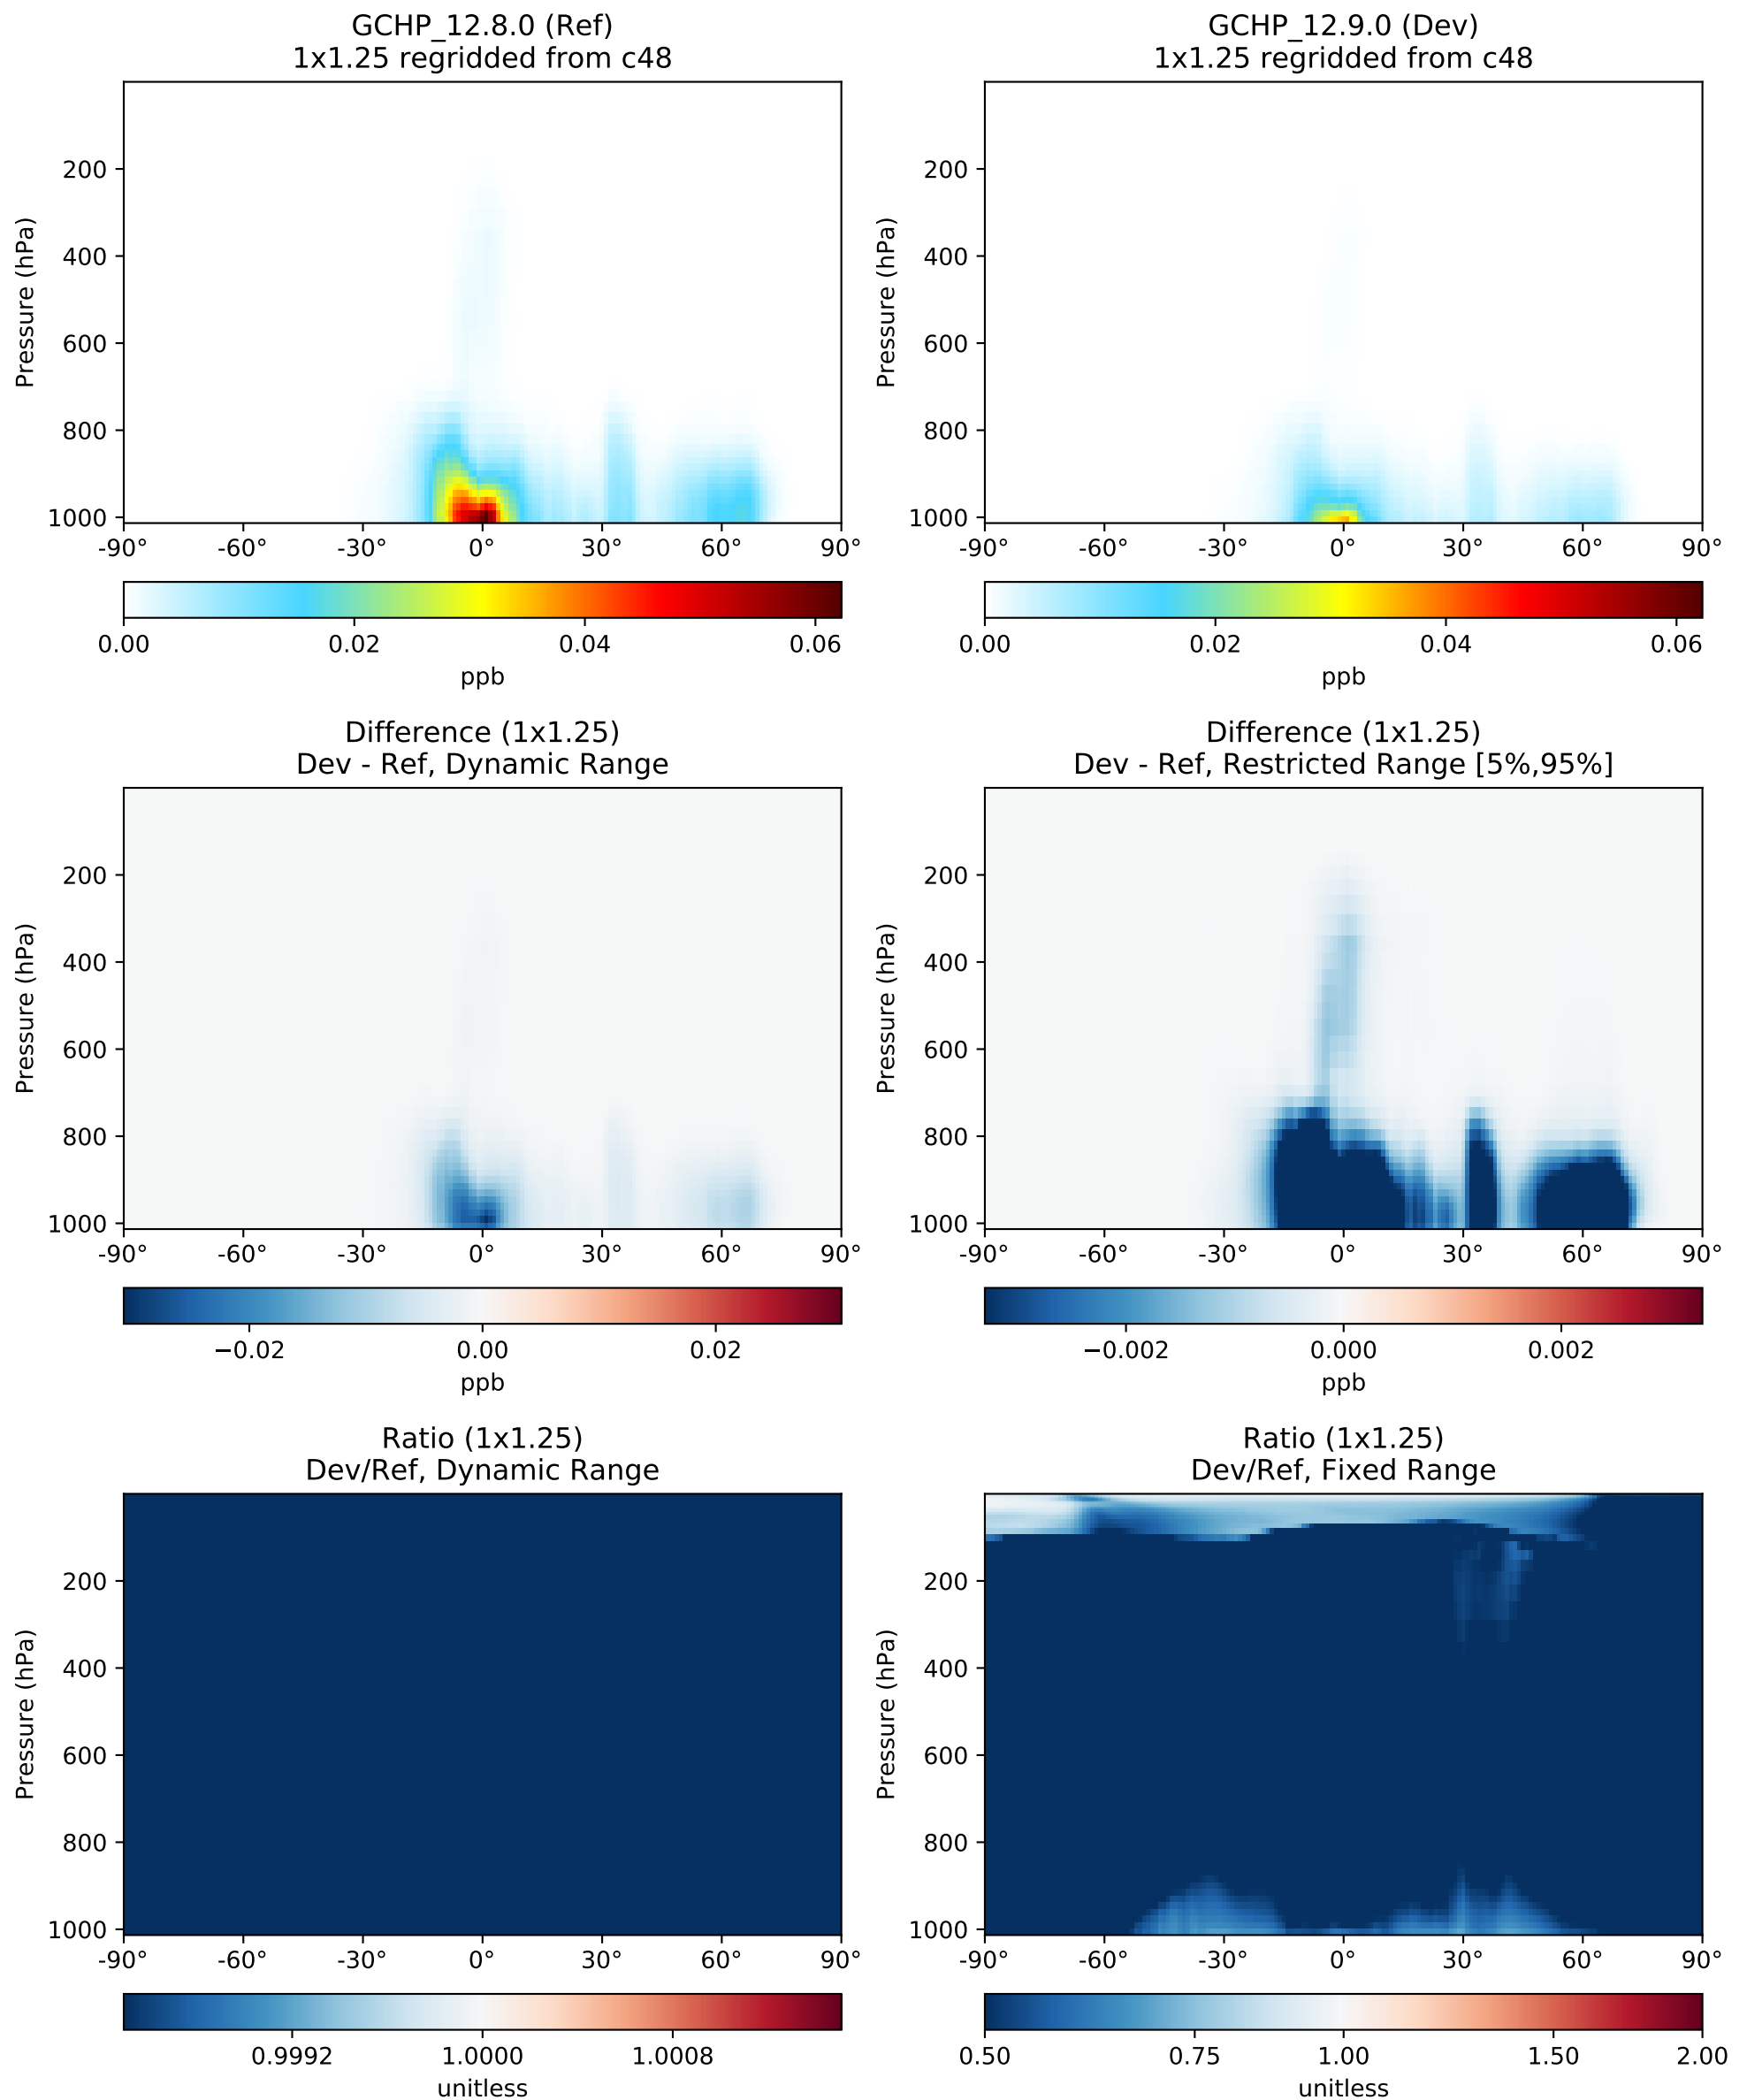 GCHP_12.8.0 (Ref)
1x1.25 regridded from c48
Pressure (hPa)
200
400
600
800
1000
-90° -60° -30° 0° 30° 60° 90°
0.00 0.02 0.04 0.06
ppb
GCHP_12.9.0 (Dev)
1x1.25 regridded from c48
Pressure (hPa)
200
400
600
800
1000
-90° -60° -30° 0° 30° 60° 90°
0.00 0.02 0.04 0.06
ppb
Difference (1x1.25)
Dev - Ref, Dynamic Range
Pressure (hPa)
200
400
600
800
1000
-90° -60° -30° 0° 30° 60° 90°
−0.02 0.00 0.02
ppb
Difference (1x1.25)
Dev - Ref, Restricted Range [5%,95%]
Pressure (hPa)
200
400
600
800
1000
-90° -60° -30° 0° 30° 60° 90°
−0.002 0.000 0.002
ppb
Ratio (1x1.25)
Dev/Ref, Dynamic Range
Pressure (hPa)
200
400
600
800
1000
-90° -60° -30° 0° 30° 60° 90°
0.9992 1.0000 1.0008
unitless
Ratio (1x1.25)
Dev/Ref, Fixed Range
Pressure (hPa)
200
400
600
800
1000
-90° -60° -30° 0° 30° 60° 90°
0.50 0.75 1.00 1.50 2.00
unitless